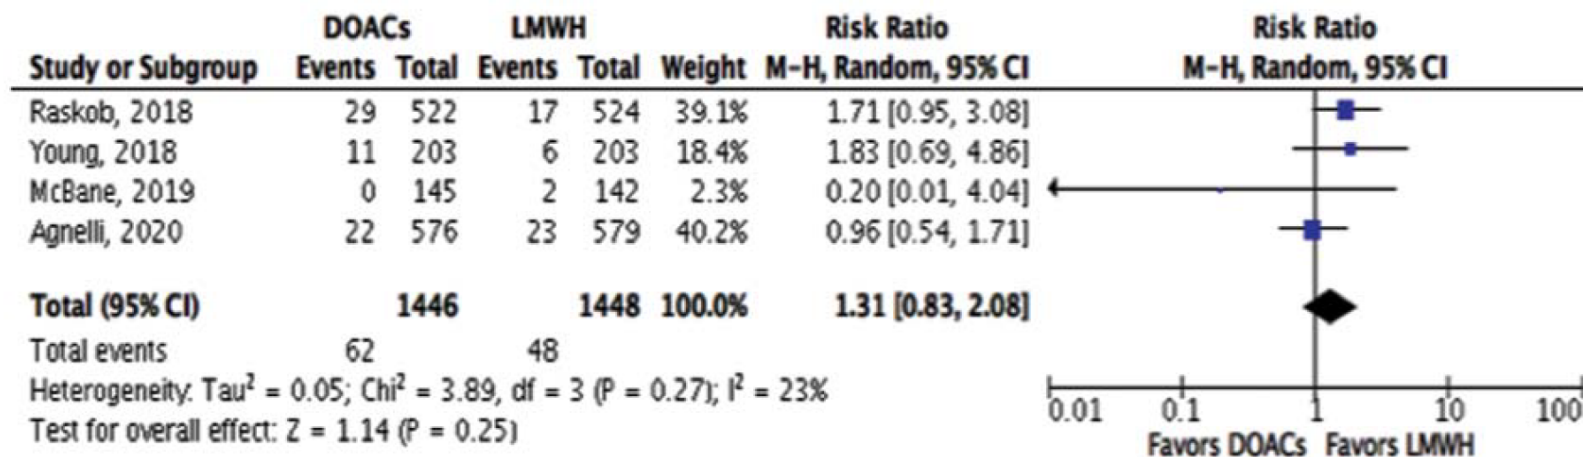 DOACs LMWH Risk Ratio Risk Ratio
Study or Subgroup Events Total Events Total Weight M-H, Random, 95% CI M-H, Random, 95% CI
Raskob, 2018 29 522 17 524 39.1% 1.71 [0.95, 3.08]
Young, 2018 11 203 6 203 18.4% 1.83 [0.69, 4.86]
McBane, 2019 0 145 2 142 2.3% 0.20 [0.01, 4.04]
Agnelli, 2020 22 576 23 579 40.2% 0.96 [0.54, 1.71]
Total (95% CI) 1446 1448 100.0% 1.31 [0.83, 2.08]
Total events 62 48
Heterogeneity: Tau² = 0.05; Chi² = 3.89, df = 3 (P = 0.27); I² = 23%
Test for overall effect: Z = 1.14 (P = 0.25)
0.01 0.1 1 10 100
Favors DOACs Favors LMWH